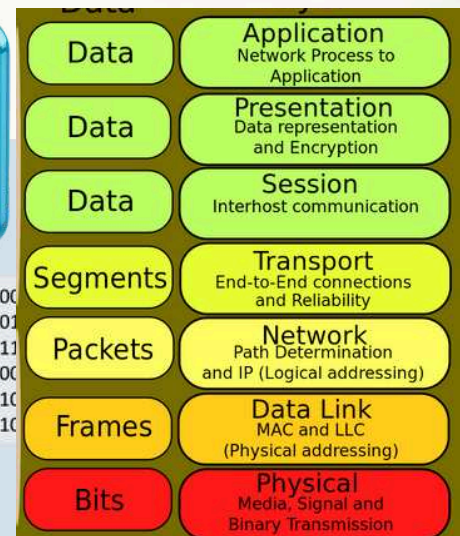 Data
Application
Network Process to
Application
Data
Presentation
Data representation
and Encryption
Data
Session
Interhost communication
Segments
Transport
End-to-End connections
and Reliability
Packets
Network
Path Determination
and IP (Logical addressing)
Frames
Data Link
MAC and LLC
(Physical addressing)
Bits
Physical
Media, Signal and
Binary Transmission